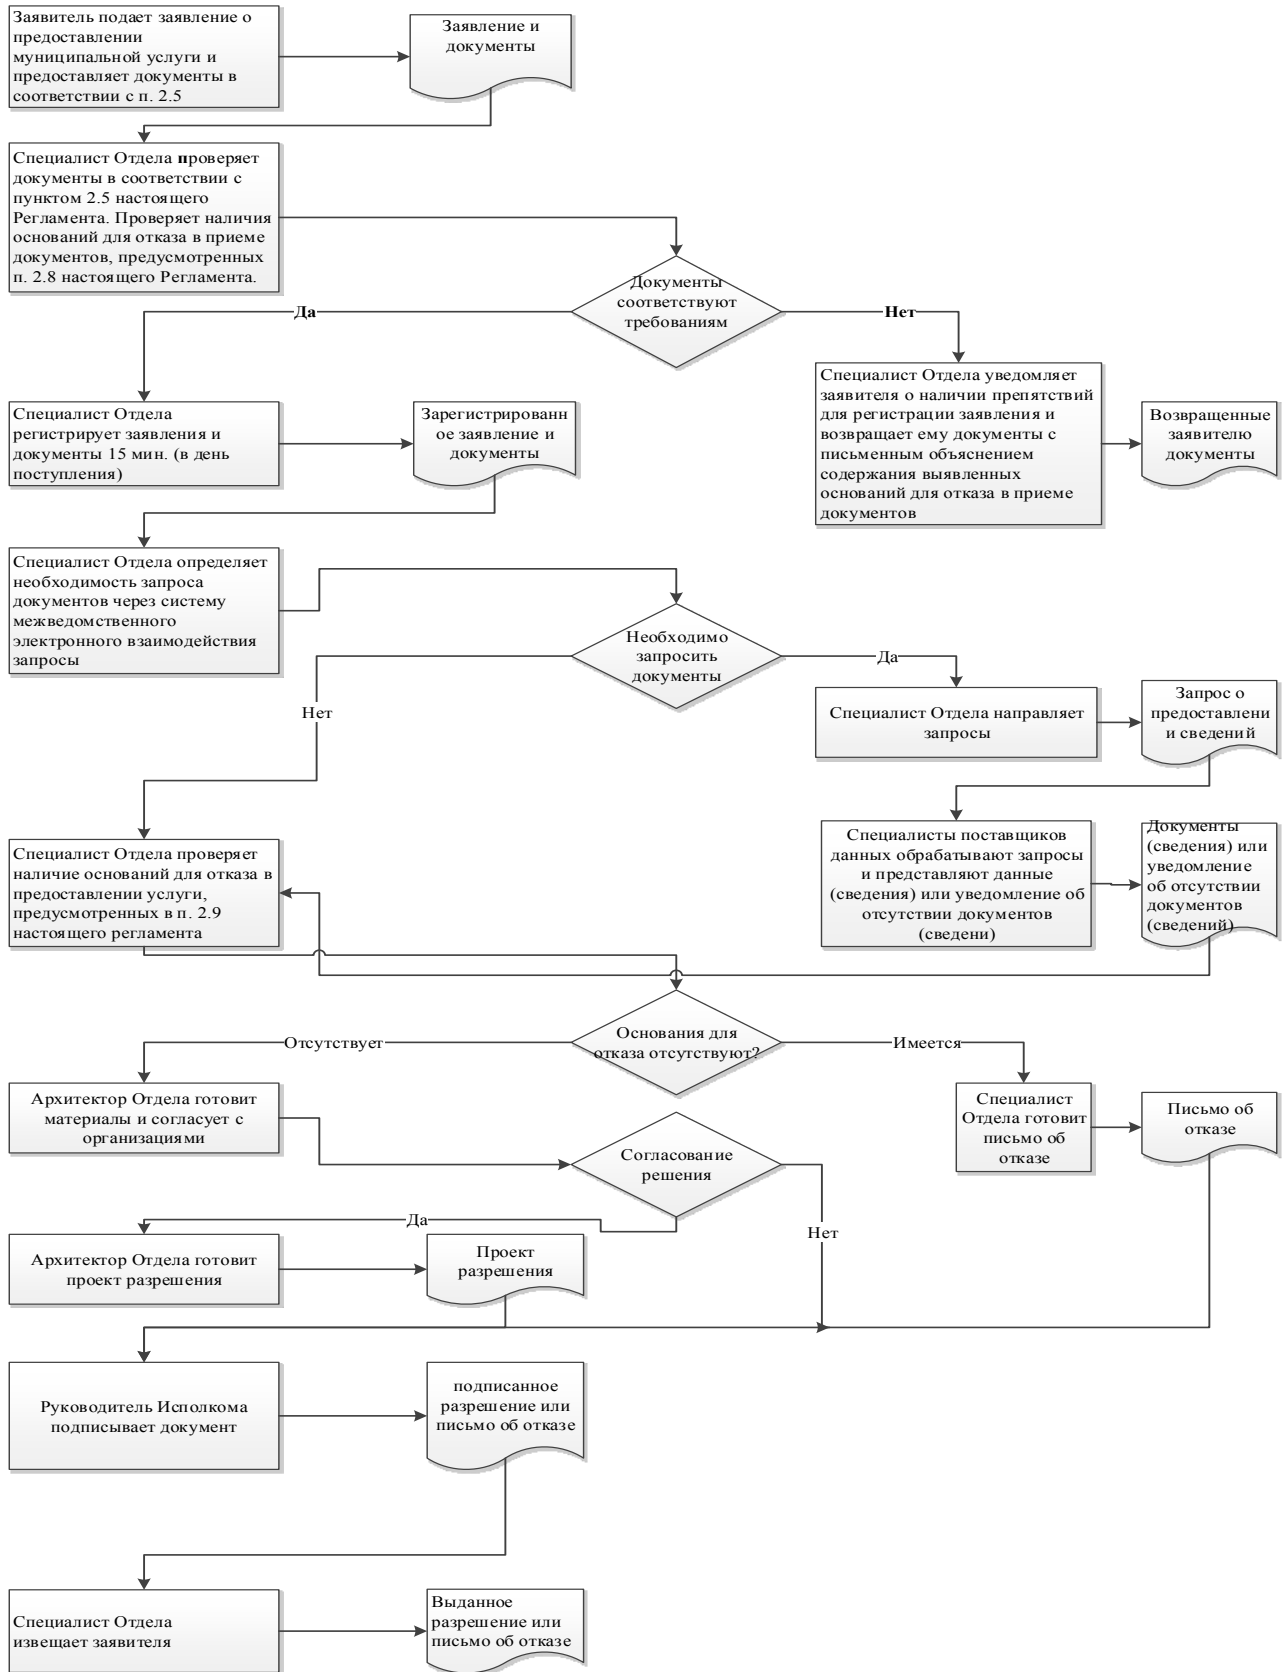 Заявитель подает заявление о
предоставлении
муниципальной услуги и
предоставляет документы в
соответствии с п. 2.5
Заявление и
документы
Специалист Отдела проверяет
документы в соответствии с
пунктом 2.5 настоящего
Регламента. Проверяет наличия
оснований для отказа в приеме
документов, предусмотренных
п. 2.8 настоящего Регламента.
Документы
соответствуют
требованиям
Да
Нет
Специалист Отдела
регистрирует заявления и
документы 15 мин. (в день
поступления)
Зарегистрированн
ое заявление и
документы
Специалист Отдела уведомляет
заявителя о наличии препятствий
для регистрации заявления и
возвращает ему документы с
письменным объяснением
содержания выявленных
оснований для отказа в приеме
документов
Возвращенные
заявителю
документы
Специалист Отдела определяет
необходимость запроса
документов через систему
межведомственного
электронного взаимодействия
запросы
Необходимо
запросить
документы
Да
Нет
Специалист Отдела направляет
запросы
Запрос о
предоставлени
и сведений
Специалист Отдела проверяет
наличие оснований для отказа в
предоставлении услуги,
предусмотренных в п. 2.9
настоящего регламента
Специалисты поставщиков
данных обрабатывают запросы
и представляют данные
(сведения) или уведомление об
отсутствии документов
(сведени)
Документы
(сведения) или
уведомление
об отсутствии
документов
(сведений)
Основания для
отказа отсутствуют?
Отсутствует
Имеется
Архитектор Отдела готовит
материалы и согласует с
организациями
Согласование
решения
Специалист
Отдела готовит
письмо об
отказе
Письмо об
отказе
Да
Нет
Архитектор Отдела готовит
проект разрешения
Проект
разрешения
Руководитель Исполкома
подписывает документ
подписанное
разрешение или
письмо об отказе
Специалист Отдела
извещает заявителя
Выданное
разрешение или
письмо об отказе